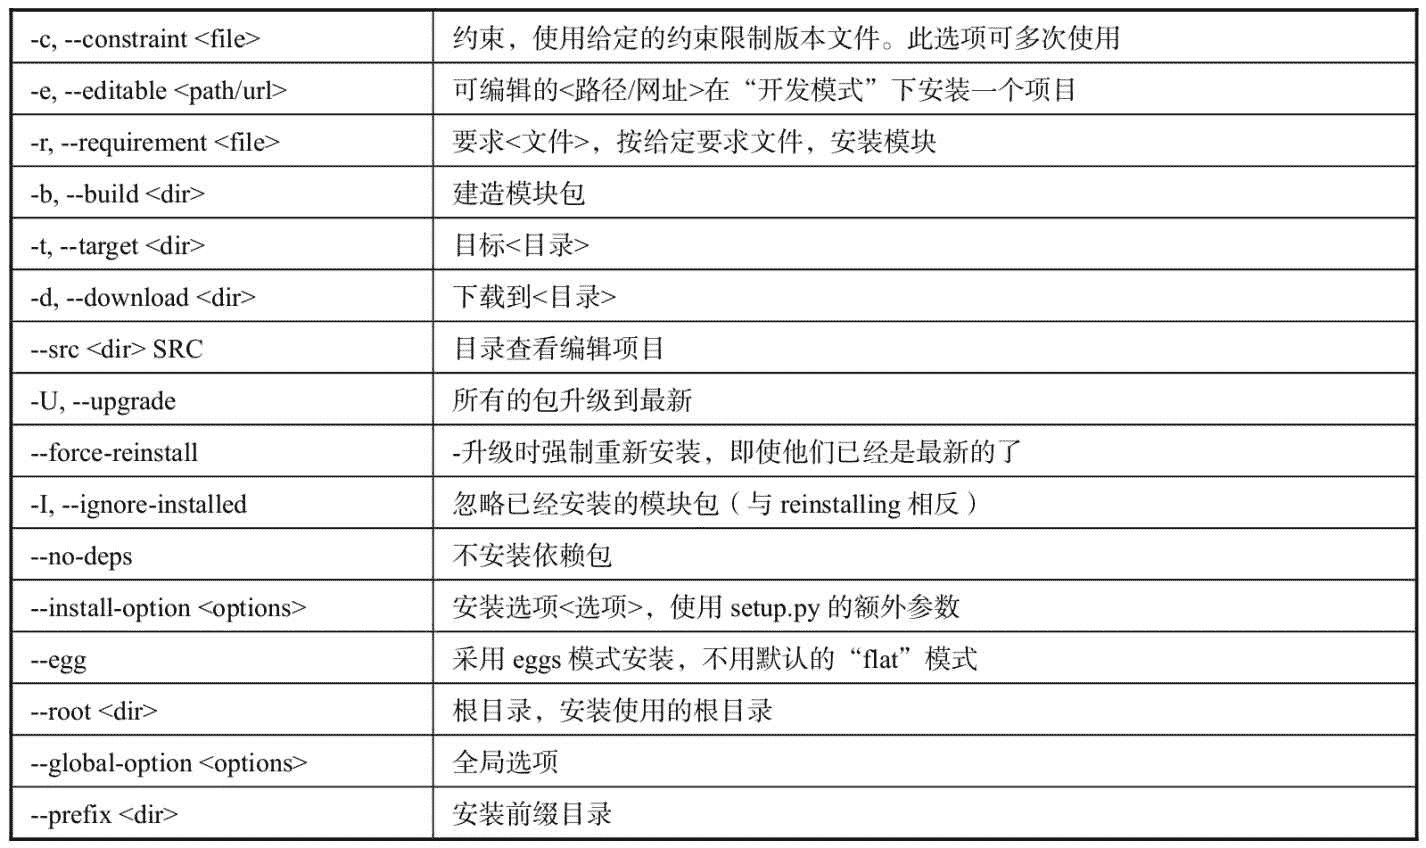 -c, --constraint <file> 约束，使用给定的约束限制版本文件。此选项可多次使用
-e, --editable <path/url> 可编辑的<路径/网址>在“开发模式”下安装一个项目
-r, --requirement <file> 要求<文件>，按给定要求文件，安装模块
-b, --build <dir> 建造模块包
-t, --target <dir> 目标<目录>
-d, --download <dir> 下载到<目录>
--src <dir> SRC 目录查看编辑项目
-U, --upgrade 所有的包升级到最新
--force-reinstall -升级时强制重新安装，即使他们已经是最新的了
-I, --ignore-installed 忽略已经安装的模块包（与 reinstalling 相反）
--no-deps 不安装依赖包
--install-option <options> 安装选项<选项>，使用 setup.py 的额外参数
--egg 采用 eggs 模式安装，不用默认的“flat”模式
--root <dir> 根目录，安装使用的根目录
--global-option <options> 全局选项
--prefix <dir> 安装前缀目录